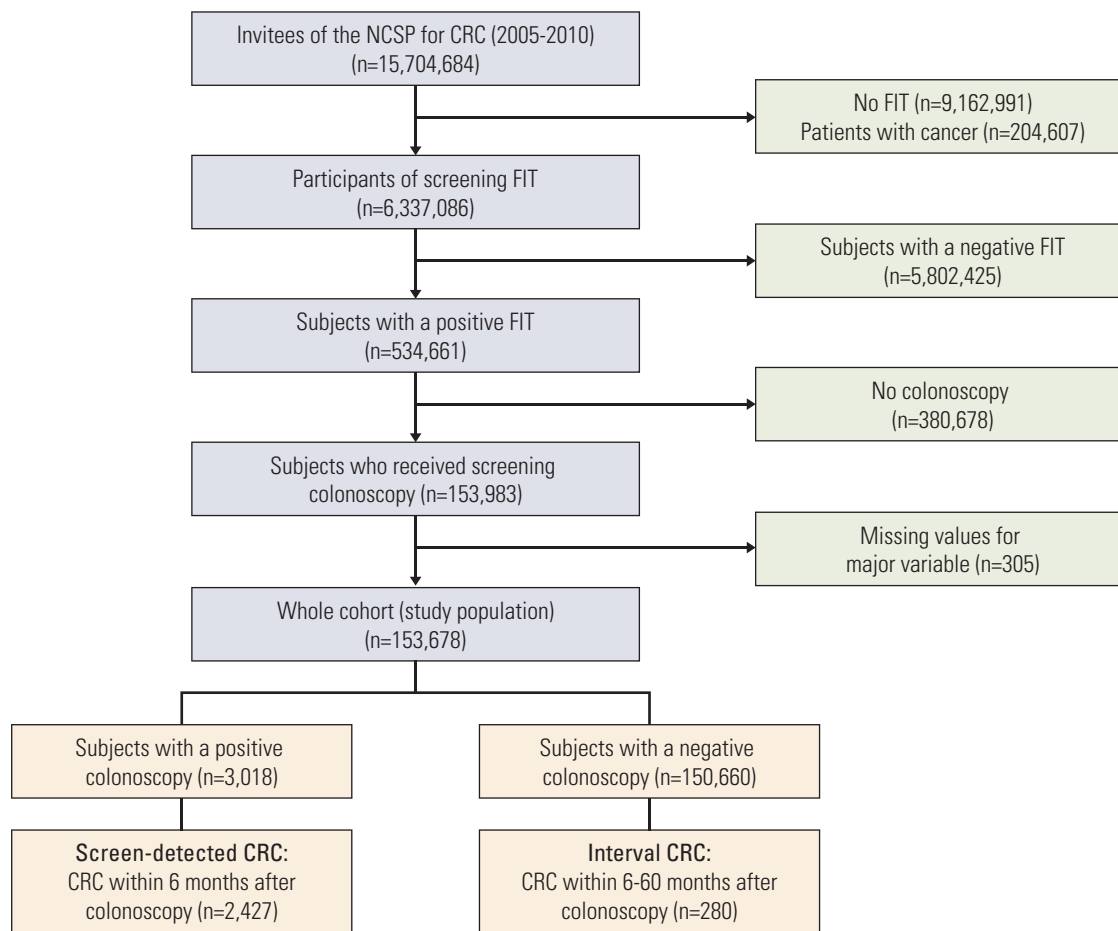 Invitees of the NCSP for CRC (2005-2010)
(n=15,704,684)
No FIT (n=9,162,991)
Patients with cancer (n=204,607)
Participants of screening FIT
(n=6,337,086)
Subjects with a negative FIT
(n=5,802,425)
Subjects with a positive FIT
(n=534,661)
No colonoscopy
(n=380,678)
Subjects who received screening
colonoscopy (n=153,983)
Missing values for
major variable (n=305)
Whole cohort (study population)
(n=153,678)
Subjects with a positive
colonoscopy (n=3,018)
Subjects with a negative
colonoscopy (n=150,660)
Screen-detected CRC:
CRC within 6 months after
colonoscopy (n=2,427)
Interval CRC:
CRC within 6-60 months after
colonoscopy (n=280)